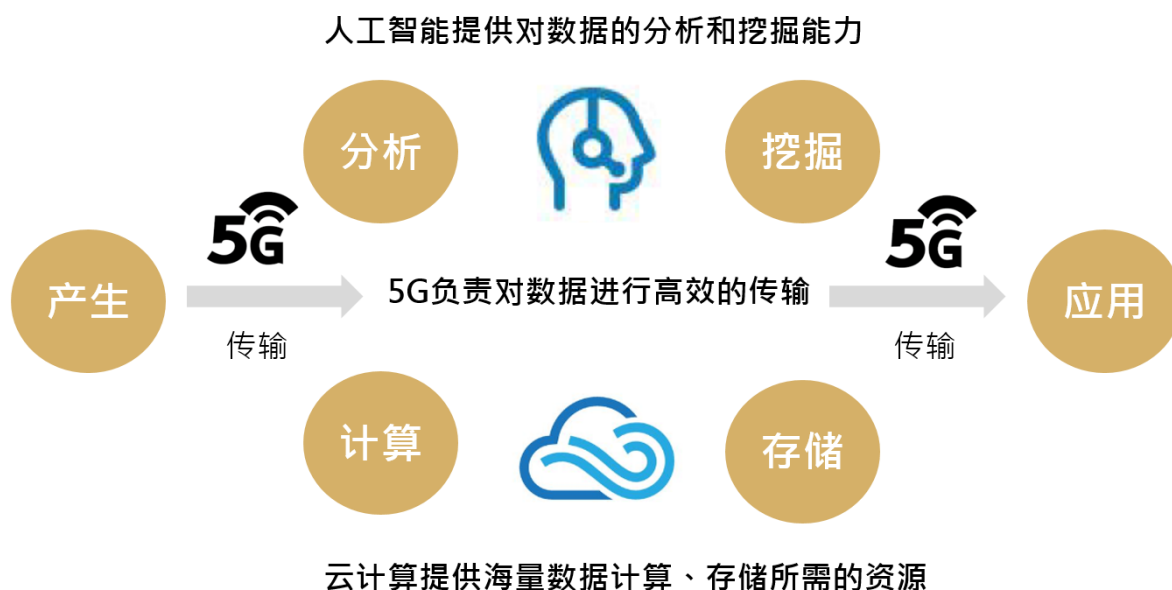 人工智能提供对数据的分析和挖掘能力
分析
挖掘
5G
5G
产生
5G负责对数据进行高效的传输
应用
传输
传输
计算
存储
云计算提供海量数据计算、存储所需的资源